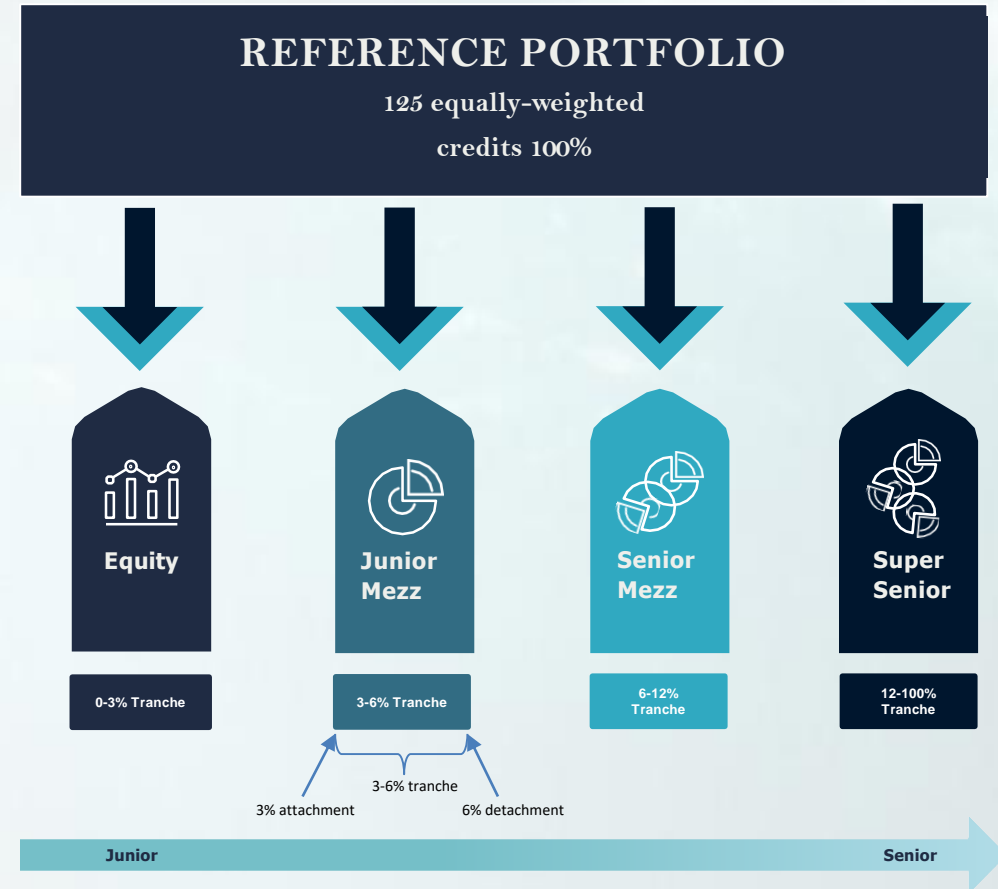 REFERENCE PORTFOLIO
125 equally-weighted
credits 100%
Equity
Junior
Mezz
Senior
Mezz
Super
Senior
0-3% Tranche
3-6% Tranche
6-12%
Tranche
12-100%
Tranche
3-6% tranche
3% attachment
6% detachment
Junior
Senior